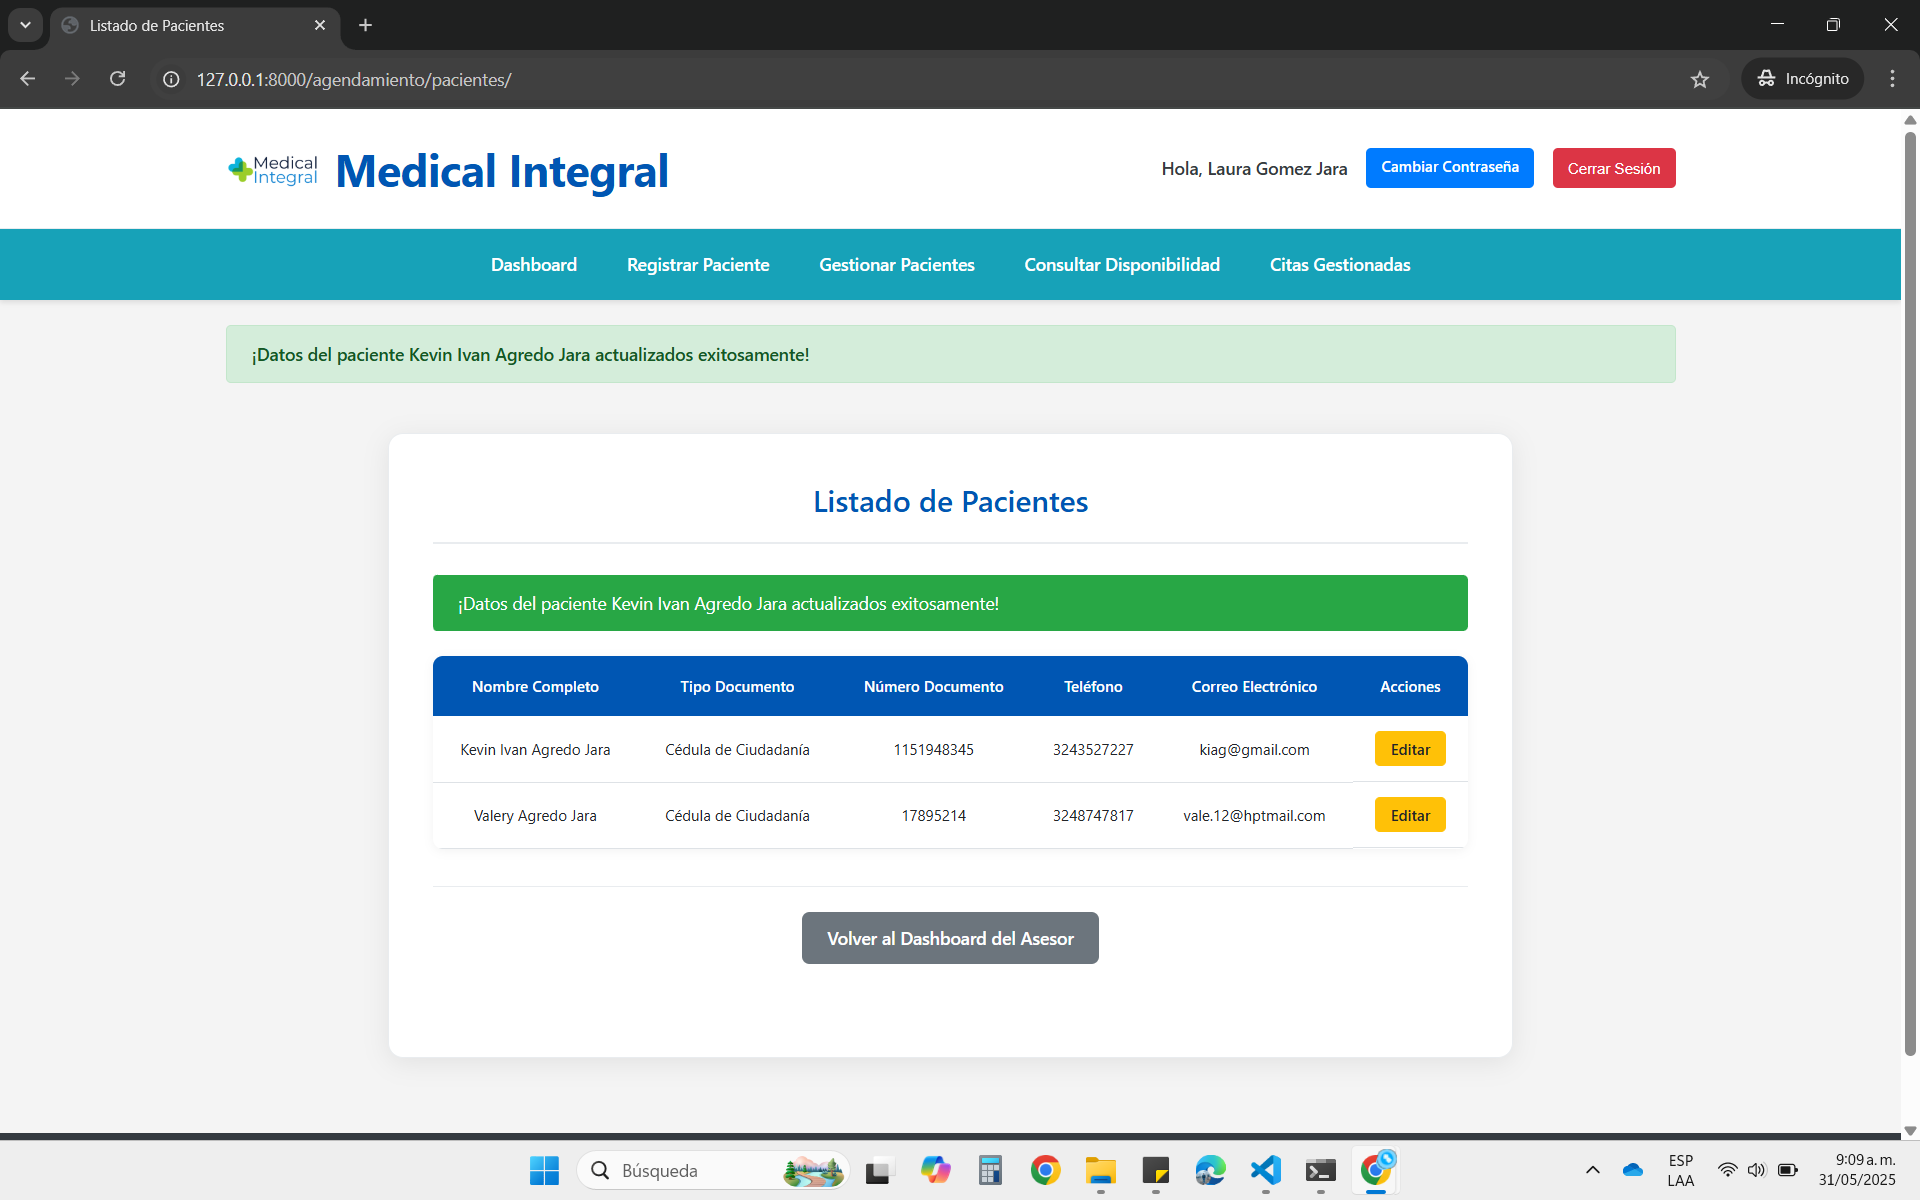 Listado de Pacientes
127.0.0.1:8000/agendamiento/pacientes/
Incógnito
Medical
Integral
Medical Integral
Hola, Laura Gomez Jara
Cambiar Contraseña
Cerrar Sesión
Dashboard Registrar Paciente Gestionar Pacientes Consultar Disponibilidad Citas Gestionadas
¡Datos del paciente Kevin Ivan Agredo Jara actualizados exitosamente!
Listado de Pacientes
¡Datos del paciente Kevin Ivan Agredo Jara actualizados exitosamente!
Nombre Completo Tipo Documento Número Documento Teléfono Correo Electrónico Acciones
Kevin Ivan Agredo Jara Cédula de Ciudadanía 1151948345 3243527227 kiag@gmail.com Editar
Valery Agredo Jara Cédula de Ciudadanía 17895214 3248747817 vale.12@hptmail.com Editar
Volver al Dashboard del Asesor
Búsqueda
ESP
LAA
9:09 a. m.
31/05/2025